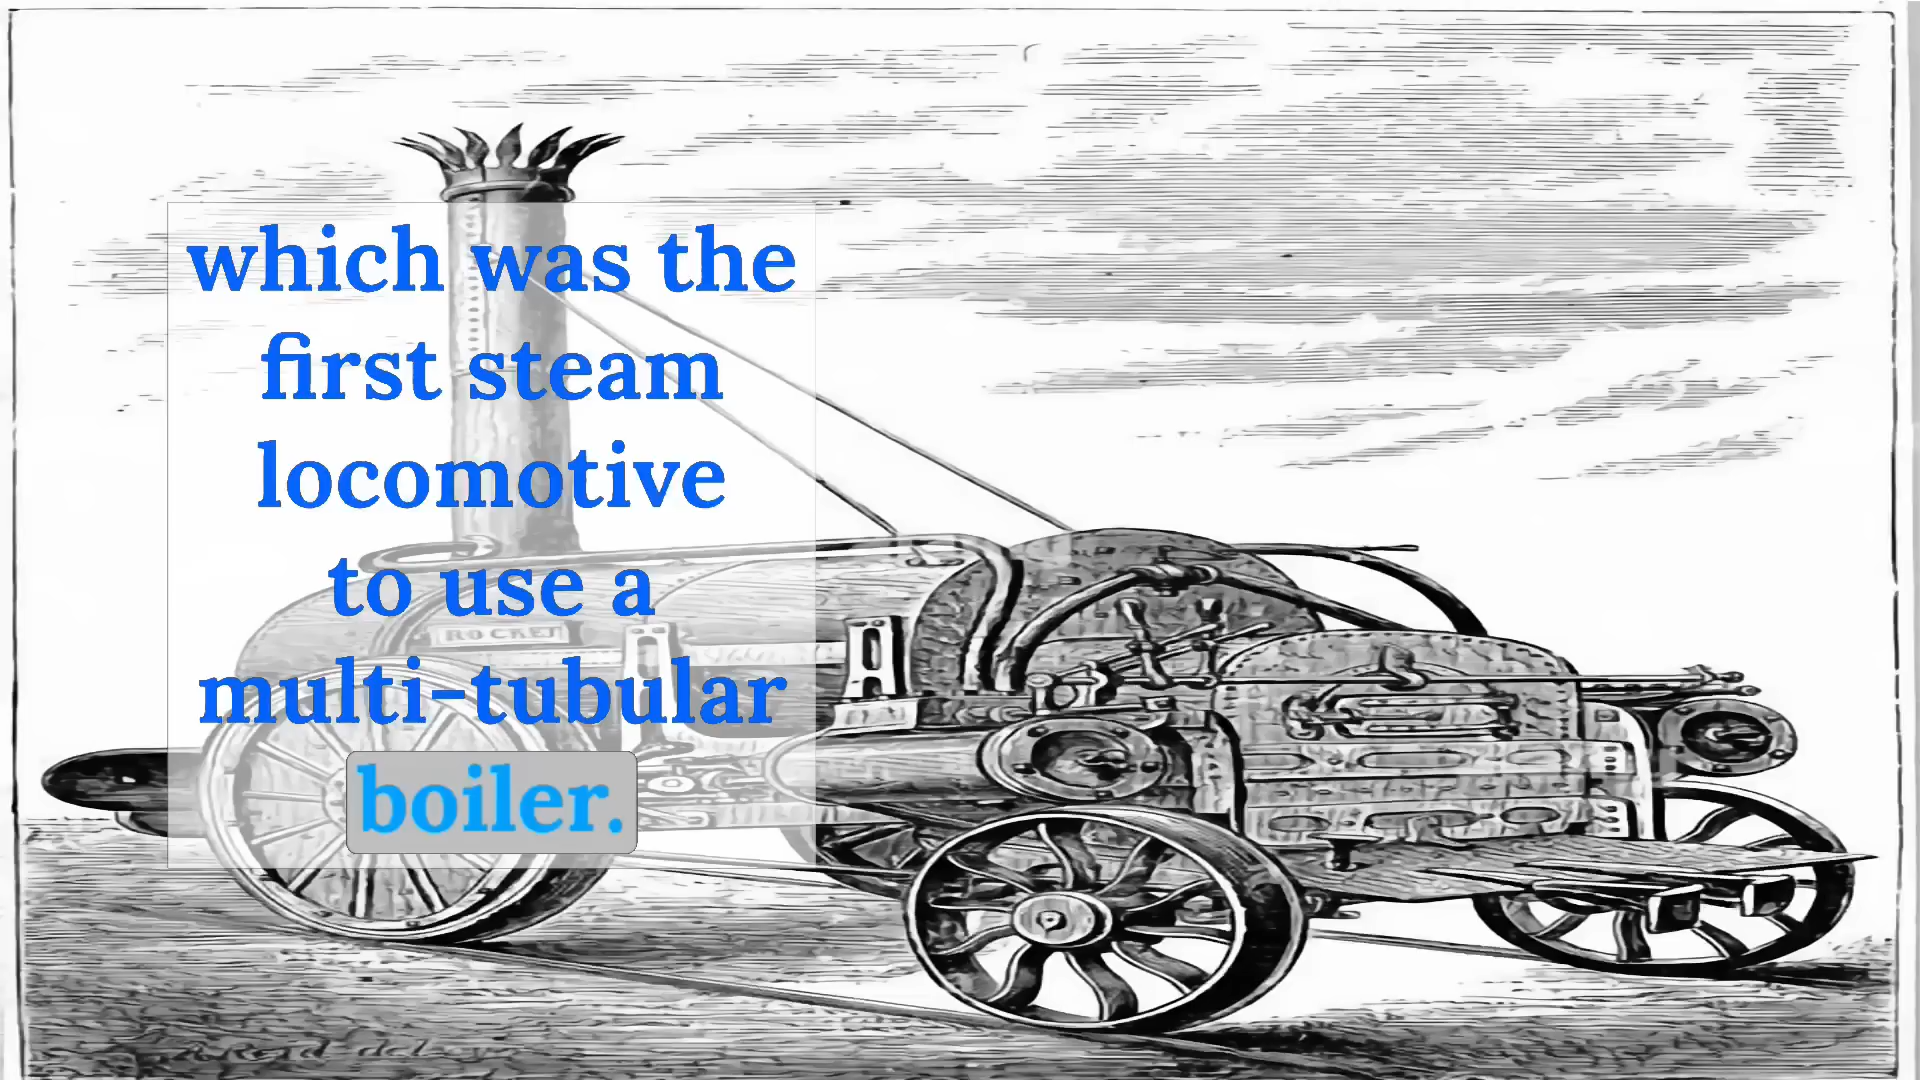 which was the
first steam
locomotive
to use a
ROCKET
multi-tubular
boiler.